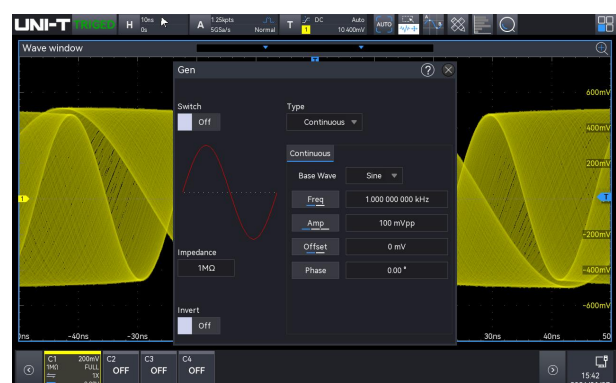 UNI-T TRIGED H 10ns 0s A 1.25kpts 5GSa/s Normal T DC 1 Auto 10.400mV AUTO
Wave window
Gen
?
Switch
Off
Type
Continuous
Continuous
Base Wave Sine
Freq 1.000 000 000 kHz
Amp 100 mVpp
Offset 0 mV
Phase 0.00 °
Impedance
1MΩ
Invert
Off
600mV
400mV
200mV
T
-200mV
-400mV
-600mV
0ns -40ns -30ns 30ns 40ns 50
C1 200mV
1MΩ FULL
1X
C2 OFF
C3 OFF
C4 OFF
15:42